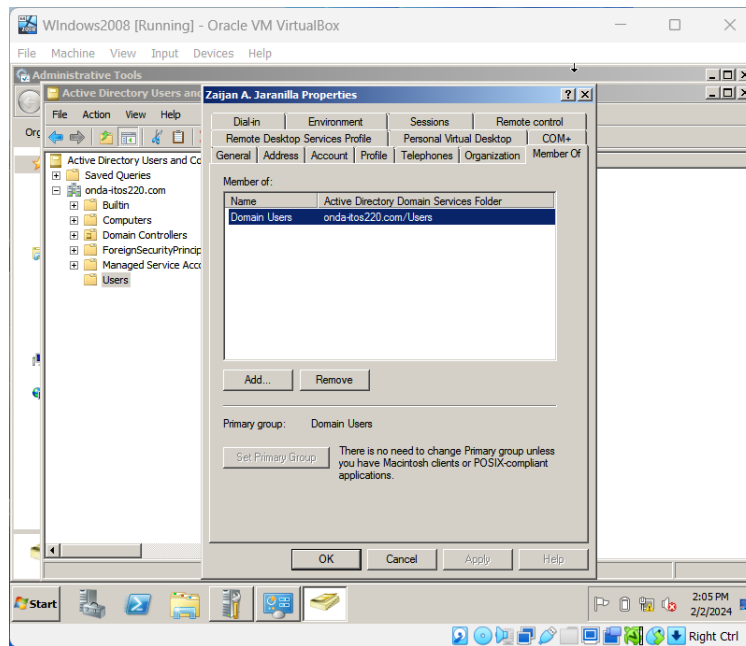 WIndows2008 [Running] - Oracle VM VirtualBox
File Machine View Input Devices Help
Administrative Tools
Active Directory Users and
Zaijan A. Jaranilla Properties
File Action View Help
Org
Active Directory Users and Co
Saved Queries
onda-itos220.com
Builtin
Computers
Domain Controllers
ForeignSecurityPrincip
Managed Service Acco
Users
Dial-in Environment Sessions Remote control
Remote Desktop Services Profile Personal Virtual Desktop COM+
General Address Account Profile Telephones Organization Member Of
Member of:
Name Active Directory Domain Services Folder
Domain Users onda-itos220.com/Users
Add... Remove
Primary group: Domain Users
Set Primary Group
There is no need to change Primary group unless
you have Macintosh clients or POSIX-compliant
applications.
OK Cancel Apply Help
Start
2:05 PM
2/2/2024
Right Ctrl